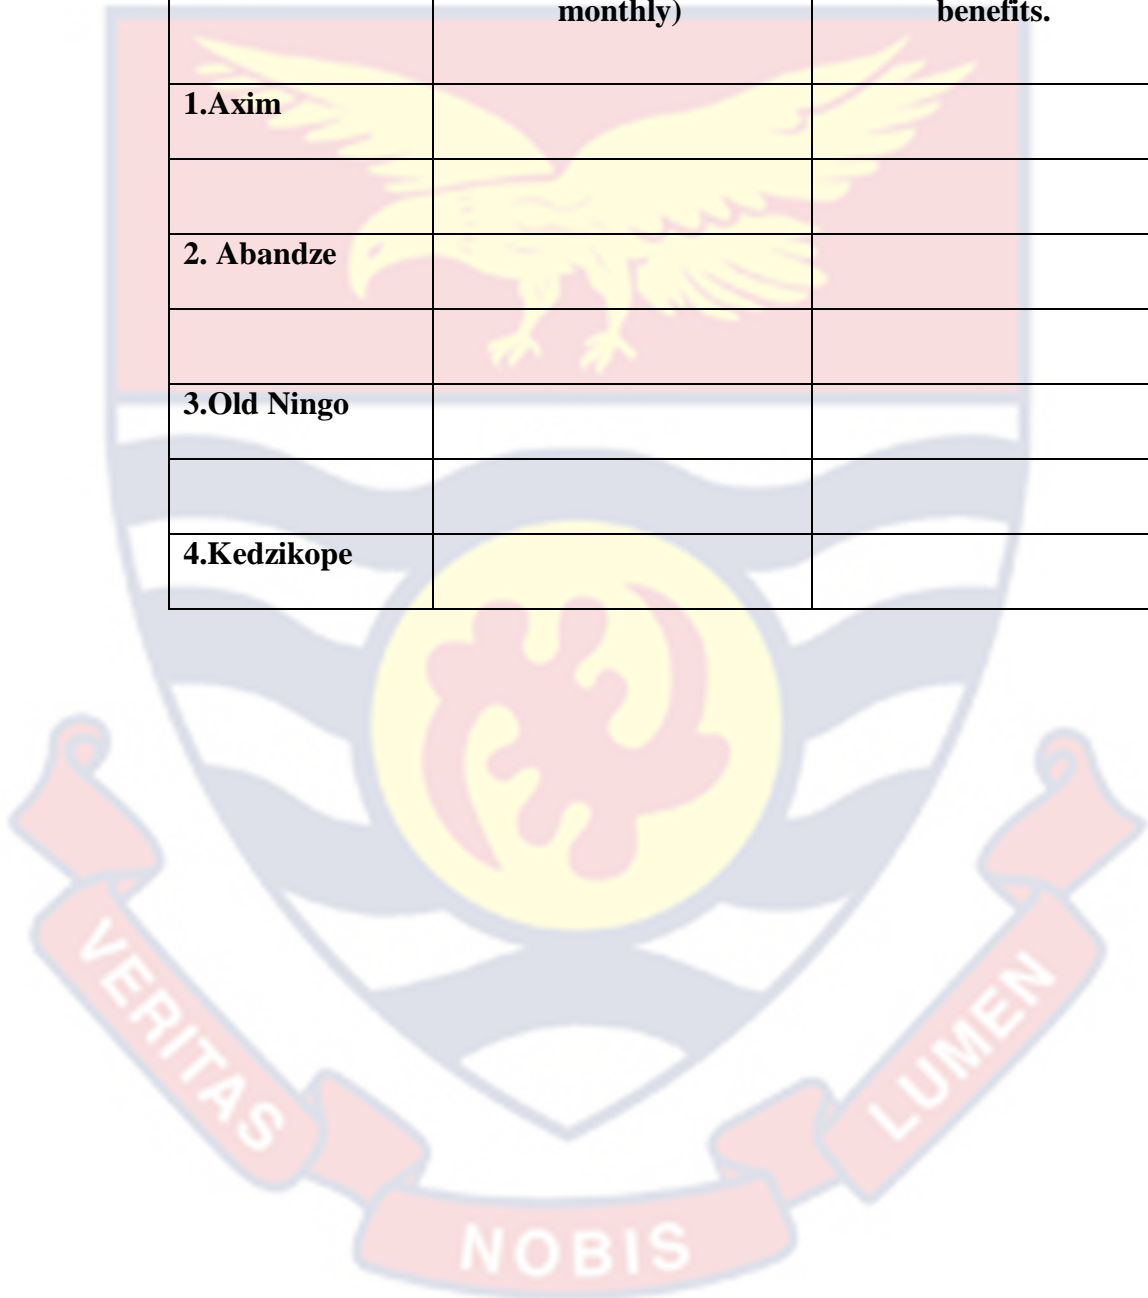 monthly) benefits.
1.Axim
2. Abandze
3.Old Ningo
4.Kedzikope
VERITAS
LUMEN
NOBIS